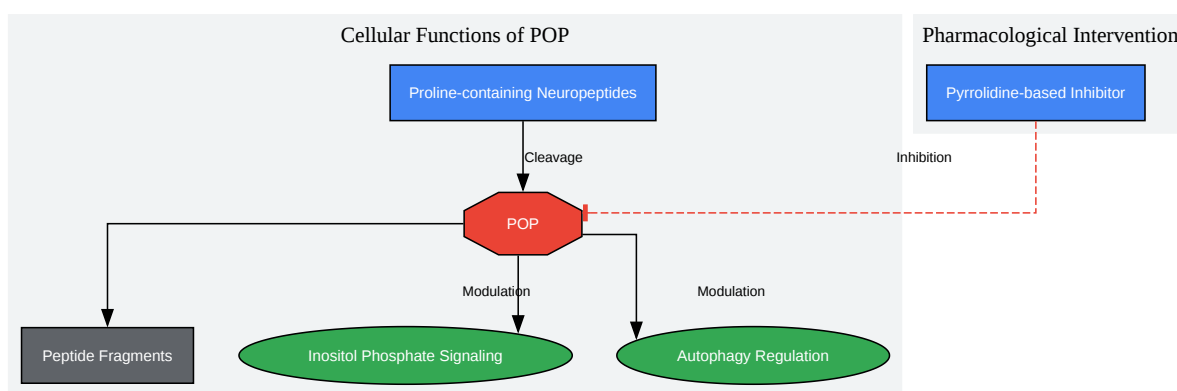 Cellular Functions of POP
Pharmacological Intervention
Proline-containing Neuropeptides
Pyrrolidine-based Inhibitor
Cleavage
Inhibition
POP
Modulation
Modulation
Peptide Fragments
Inositol Phosphate Signaling
Autophagy Regulation